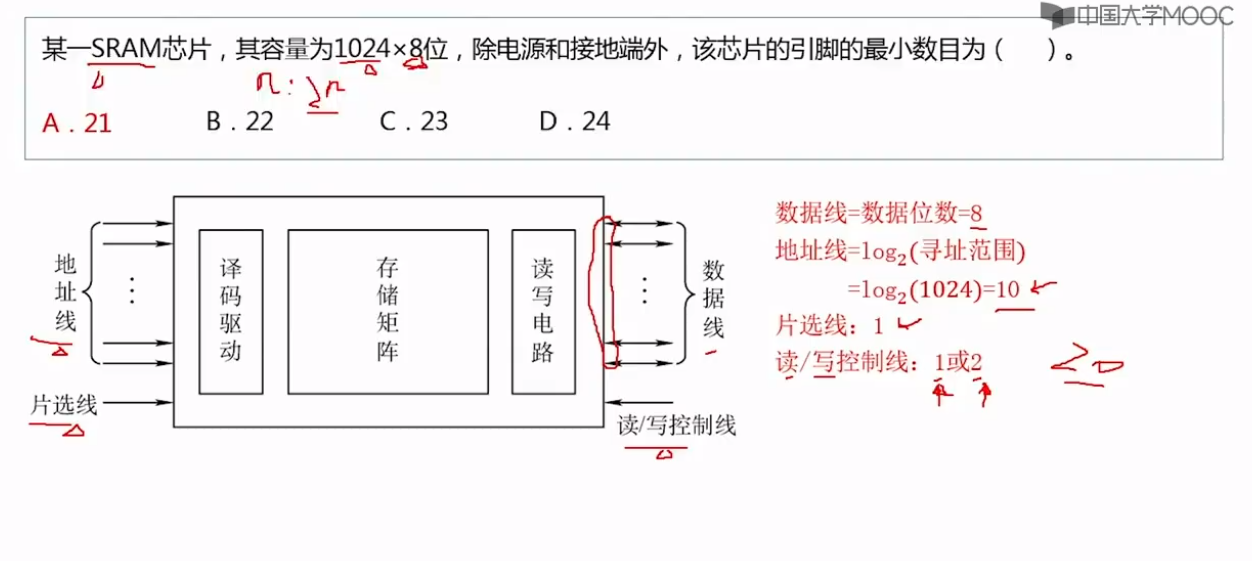 中国大学MOOC
某一SRAM芯片，其容量为1024×8位，除电源和接地端外，该芯片的引脚的最小数目为（　）。
n：2n
A．21　B．22　C．23　D．24
地址线
译码驱动
存储矩阵
读写电路
数据线
片选线
读/写控制线
数据线=数据位数=8
地址线=log₂(寻址范围)
=log₂(1024)=10
片选线：1
读/写控制线：1或2
20